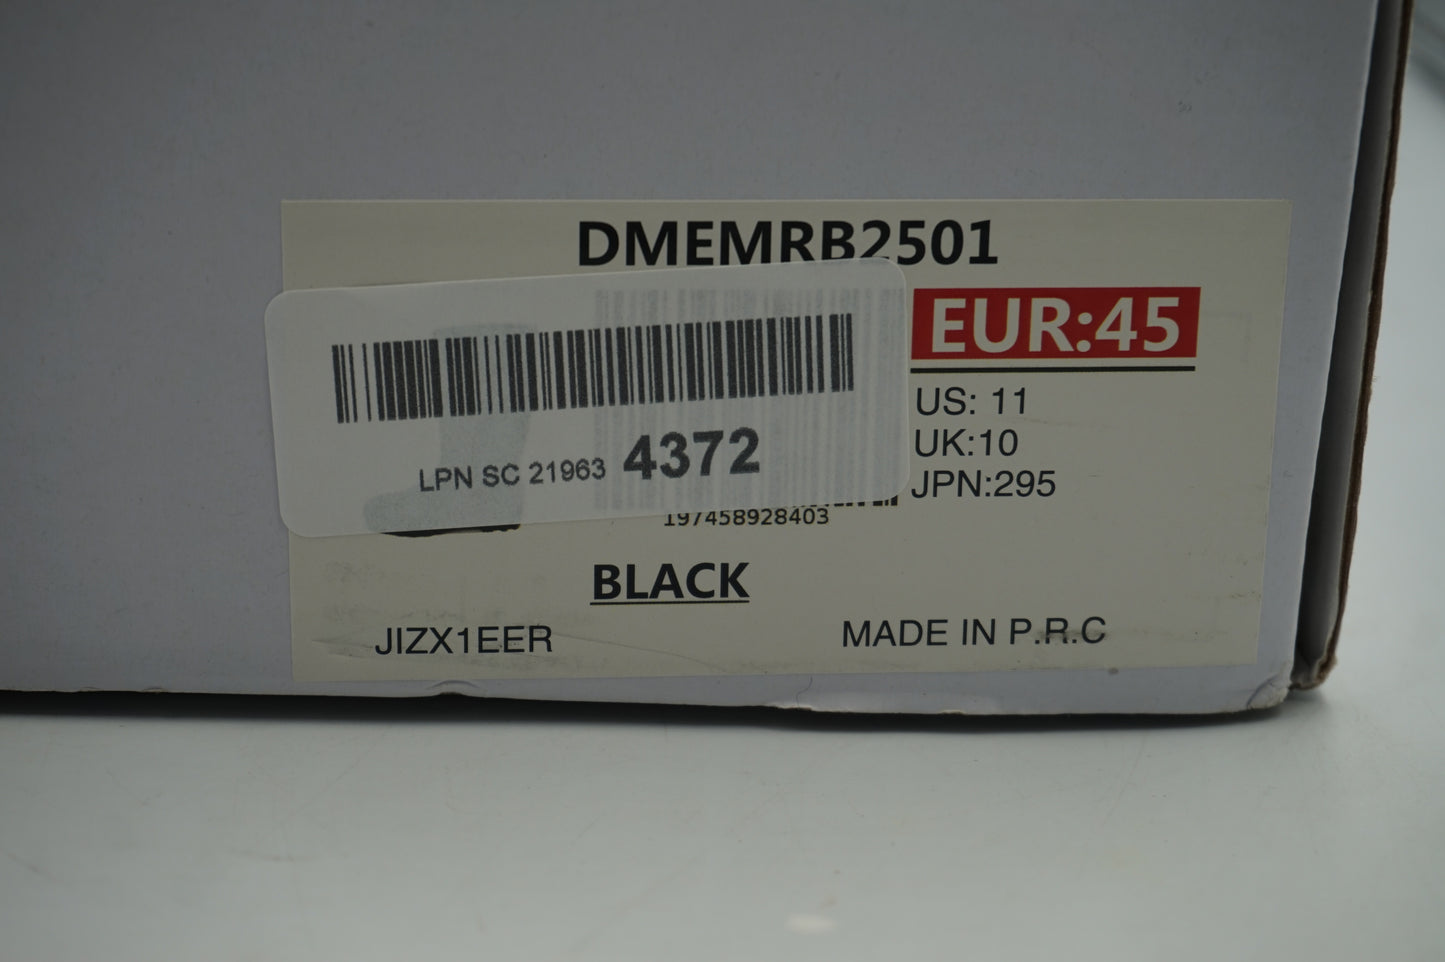 DMEMRB2501
EUR:45
US: 11
UK:10
JPN:295
LPN SC 21963 4372
197458928403
BLACK
JIZX1EER
MADE IN P.R.C